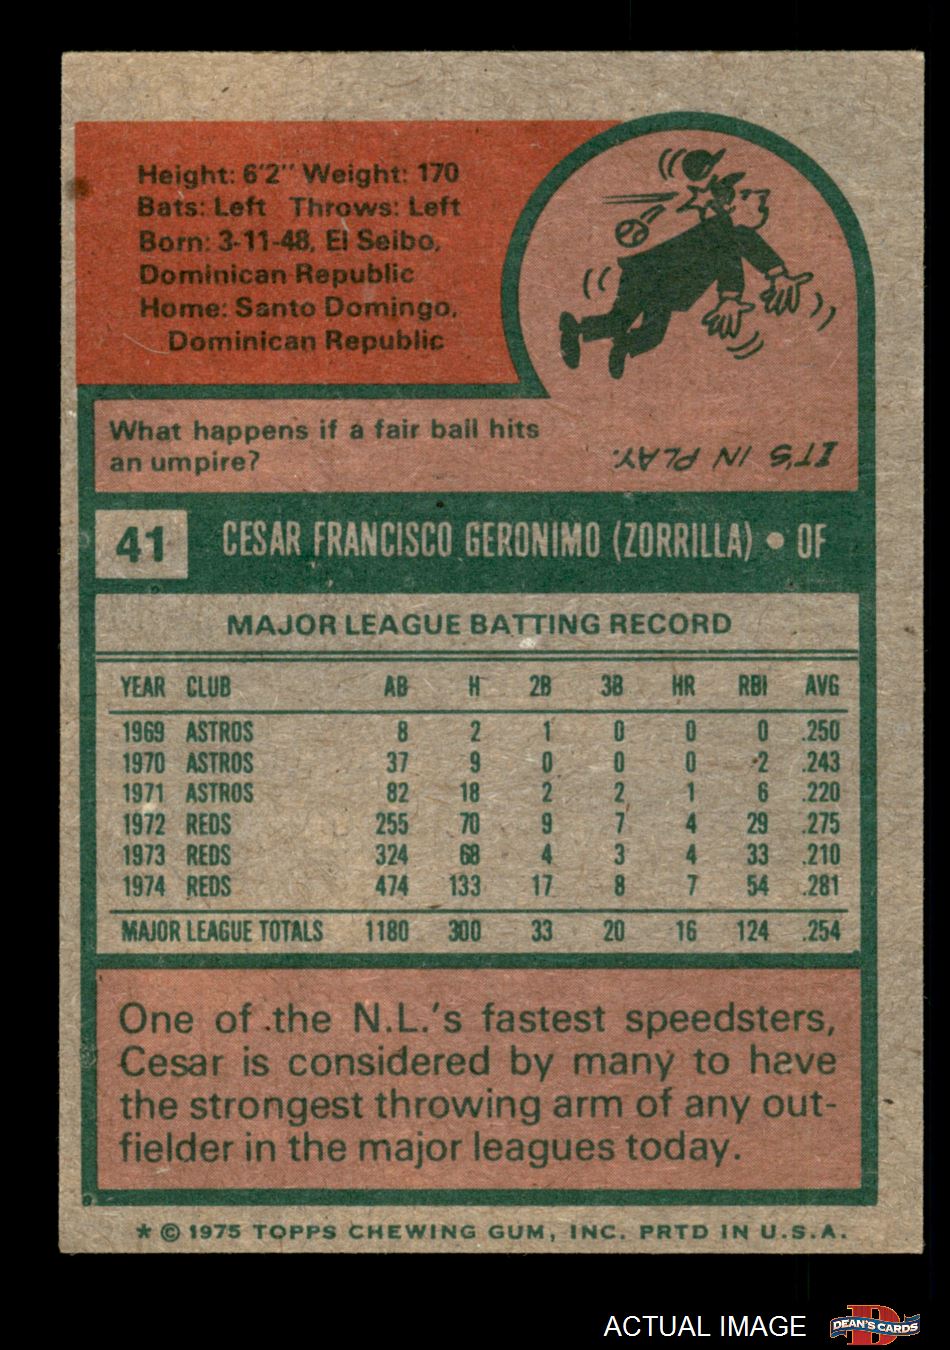 Height: 6'2" Weight: 170
Bats: Left Throws: Left
Born: 3-11-48, El Seibo,
Dominican Republic
Home: Santo Domingo,
Dominican Republic
What happens if a fair ball hits
an umpire?
IT'S IN PLAY.
41 CESAR FRANCISCO GERONIMO (ZORRILLA) • OF
MAJOR LEAGUE BATTING RECORD
YEAR CLUB AB H 2B 3B HR RBI AVG
1969 ASTROS 8 2 1 0 0 0 .250
1970 ASTROS 37 9 0 0 0 2 .243
1971 ASTROS 82 18 2 2 1 6 .220
1972 REDS 255 70 9 7 4 29 .275
1973 REDS 324 68 4 3 4 33 .210
1974 REDS 474 133 17 8 7 54 .281
MAJOR LEAGUE TOTALS 1180 300 33 20 16 124 .254
One of the N.L.'s fastest speedsters,
Cesar is considered by many to have
the strongest throwing arm of any out-
fielder in the major leagues today.
* © 1975 TOPPS CHEWING GUM, INC. PRTD IN U.S.A.
ACTUAL IMAGE
D
DEAN'S CARDS